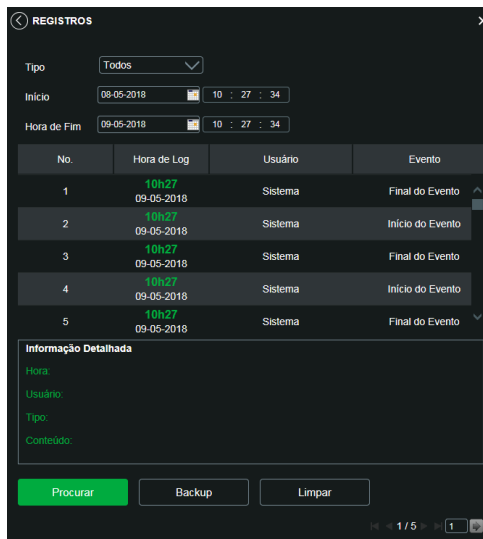 REGISTROS
Tipo Todos
Início 08-05-2018 10 : 27 : 34
Hora de Fim 09-05-2018 10 : 27 : 34
No. Hora de Log Usuário Evento
1 10h27 09-05-2018 Sistema Final do Evento
2 10h27 09-05-2018 Sistema Início do Evento
3 10h27 09-05-2018 Sistema Final do Evento
4 10h27 09-05-2018 Sistema Início do Evento
5 10h27 09-05-2018 Sistema Final do Evento
Informação Detalhada
Hora:
Usuário:
Tipo:
Conteúdo:
Procurar Backup Limpar
1 / 5 1